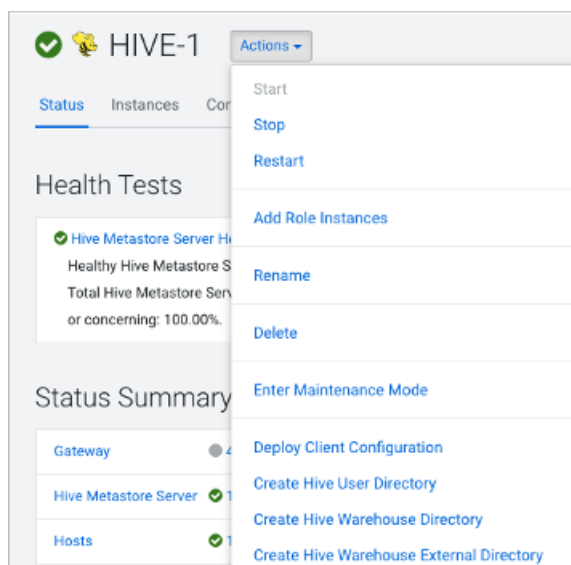 HIVE-1 Actions
Status Instances
Health Tests
Hive Metastore Server
Healthy Hive Metastore
Total Hive Metastore
or concerning: 100.00%.
Status Summary
Gateway
Hive Metastore Server
Hosts
Start
Stop
Restart
Add Role Instances
Rename
Delete
Enter Maintenance Mode
Deploy Client Configuration
Create Hive User Directory
Create Hive Warehouse Directory
Create Hive Warehouse External Directory